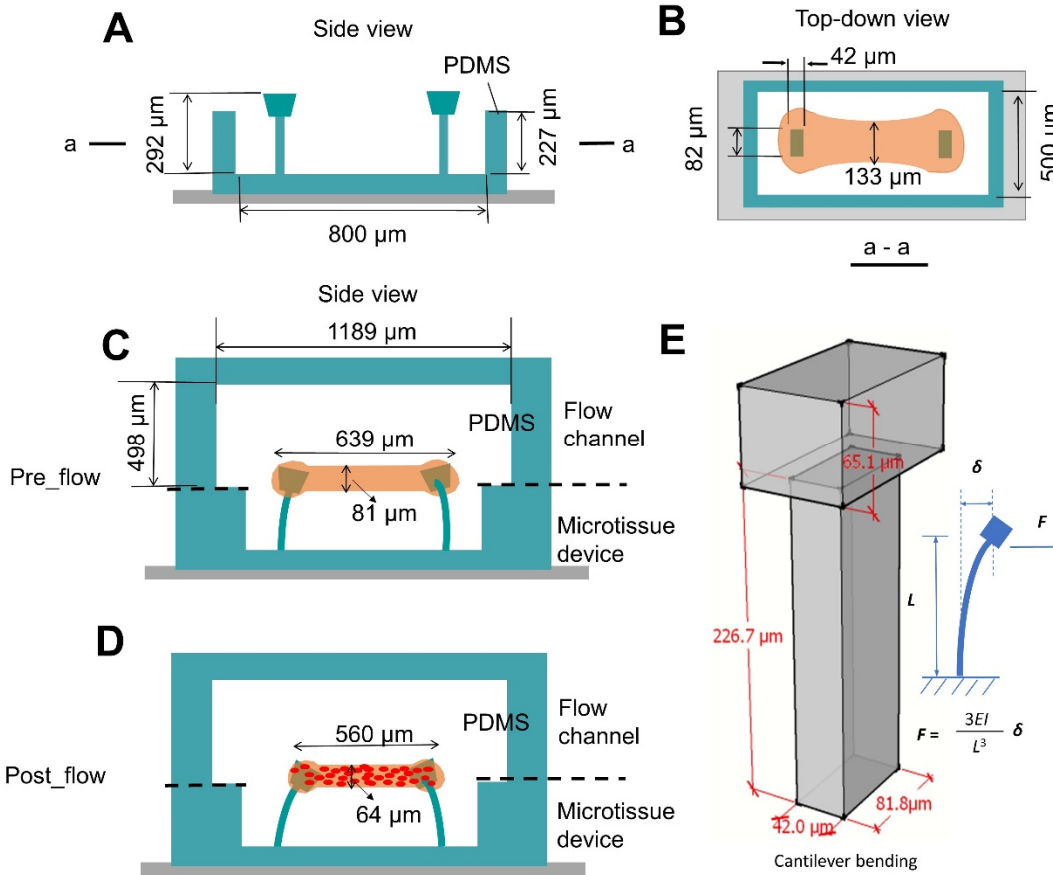 A
Side view
PDMS
292 µm
227 µm
a
a
800 µm
B
Top-down view
42 µm
82 µm
133 µm
500 µm
a - a
C
Side view
1189 µm
498 µm
PDMS
Flow
channel
639 µm
Pre_flow
81 µm
Microtissue
device
D
PDMS
Flow
channel
560 µm
Post_flow
64 µm
Microtissue
device
E
65.1 µm
δ
F
L
226.7 µm
F = 3EI / L³ δ
81.8µm
42.0 µm
Cantilever bending